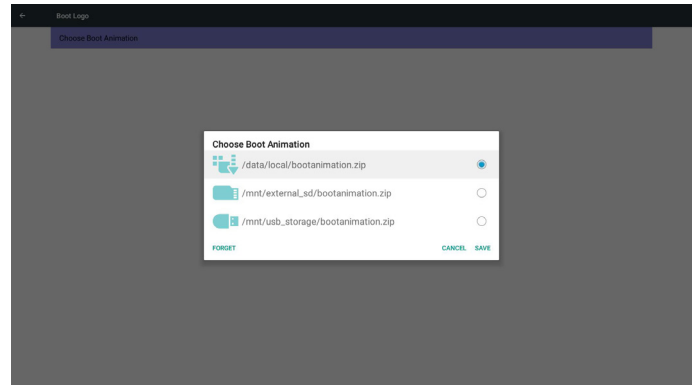 Boot Logo
Choose Boot Animation
Choose Boot Animation
/data/local/bootanimation.zip
/mnt/external_sd/bootanimation.zip
/mnt/usb_storage/bootanimation.zip
FORGET CANCEL SAVE